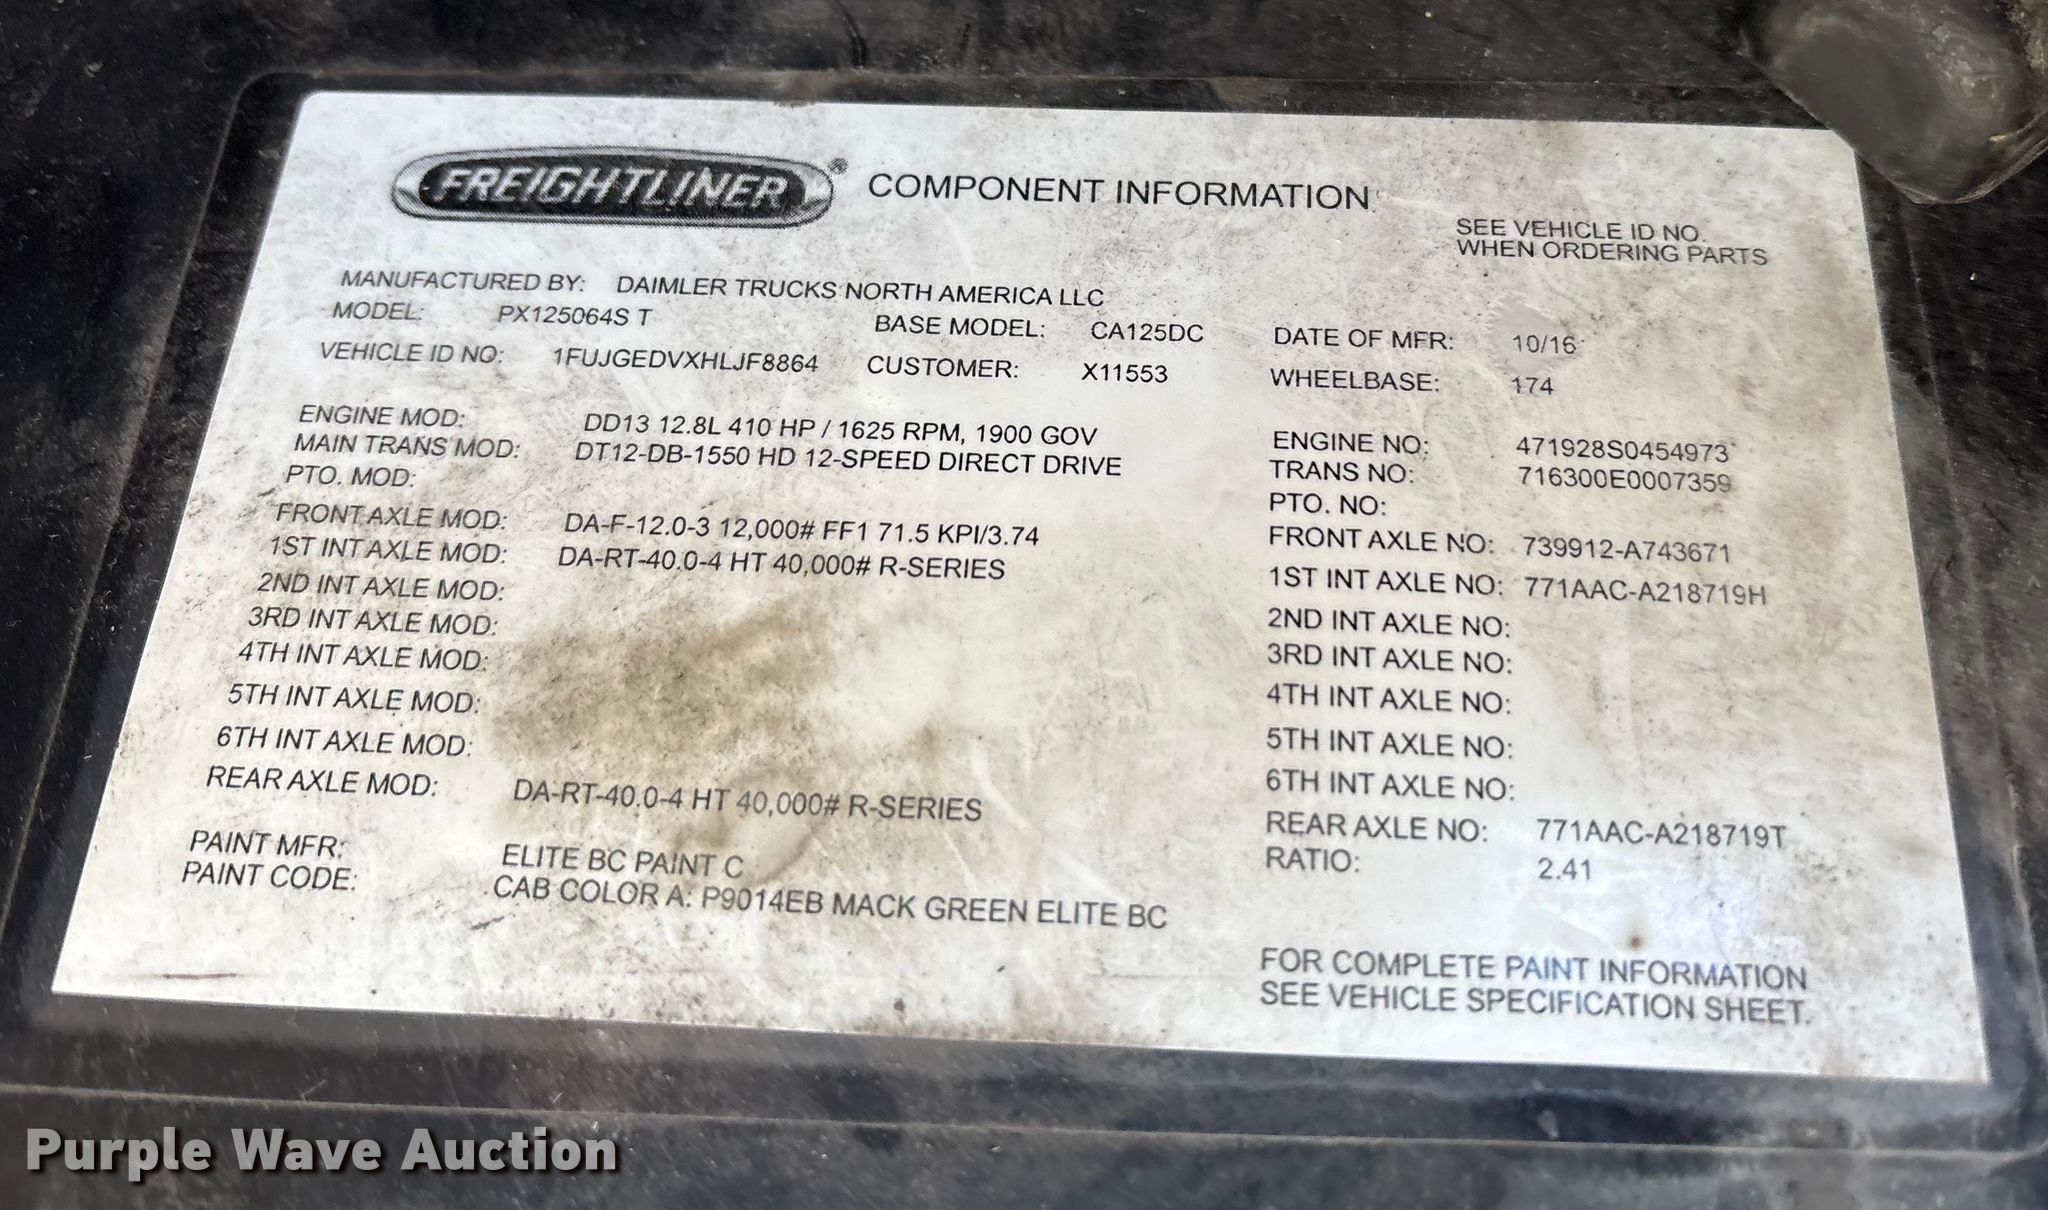 FREIGHTLINER® COMPONENT INFORMATION
SEE VEHICLE ID NO.
WHEN ORDERING PARTS
MANUFACTURED BY: DAIMLER TRUCKS NORTH AMERICA LLC
MODEL: PX125064S T BASE MODEL: CA125DC DATE OF MFR: 10/16
VEHICLE ID NO: 1FUJGEDVXHLJF8864 CUSTOMER: X11553 WHEELBASE: 174
ENGINE MOD: DD13 12.8L 410 HP / 1625 RPM, 1900 GOV ENGINE NO: 471928S0454973
MAIN TRANS MOD: DT12-DB-1550 HD 12-SPEED DIRECT DRIVE TRANS NO: 716300E0007359
PTO. MOD: PTO. NO:
FRONT AXLE MOD: DA-F-12.0-3 12,000# FF1 71.5 KPI/3.74 FRONT AXLE NO: 739912-A743671
1ST INT AXLE MOD: DA-RT-40.0-4 HT 40,000# R-SERIES 1ST INT AXLE NO: 771AAC-A218719H
2ND INT AXLE MOD: 2ND INT AXLE NO:
3RD INT AXLE MOD: 3RD INT AXLE NO:
4TH INT AXLE MOD: 4TH INT AXLE NO:
5TH INT AXLE MOD: 5TH INT AXLE NO:
6TH INT AXLE MOD: 6TH INT AXLE NO:
REAR AXLE MOD: DA-RT-40.0-4 HT 40,000# R-SERIES REAR AXLE NO: 771AAC-A218719T
RATIO: 2.41
PAINT MFR: ELITE BC PAINT C
PAINT CODE: CAB COLOR A: P9014EB MACK GREEN ELITE BC
FOR COMPLETE PAINT INFORMATION
SEE VEHICLE SPECIFICATION SHEET.
Purple Wave Auction